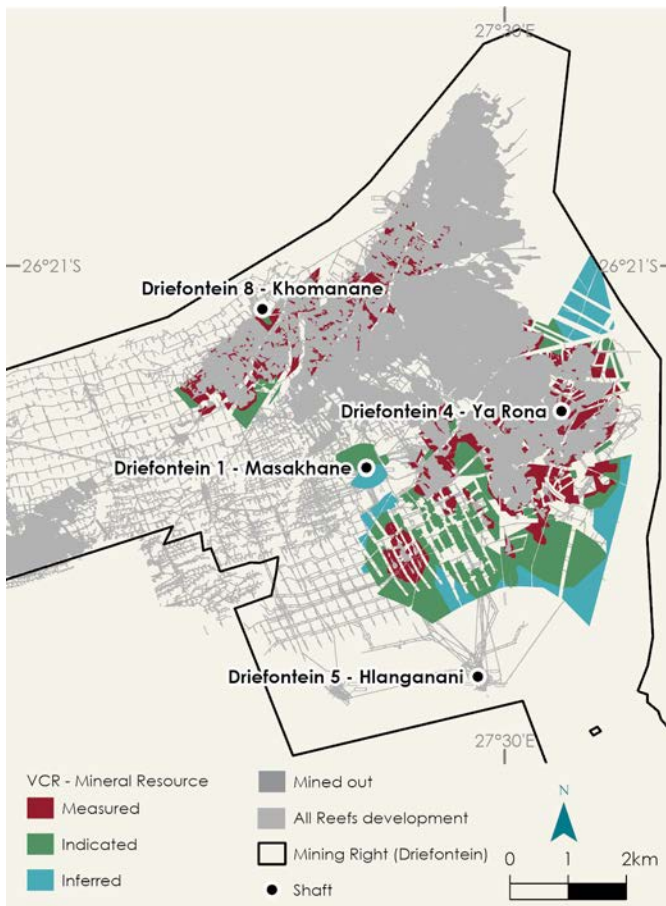 27°30'E
26°21'S
26°21'S
Driefontein 8 - Khomanane
Driefontein 4 - Ya Rona
Driefontein 1 - Masakhane
Driefontein 5 - Hlanganani
27°30'E
VCR - Mineral Resource
Measured
Indicated
Inferred
Mined out
All Reefs development
Mining Right (Driefontein)
Shaft
N
0 1 2km